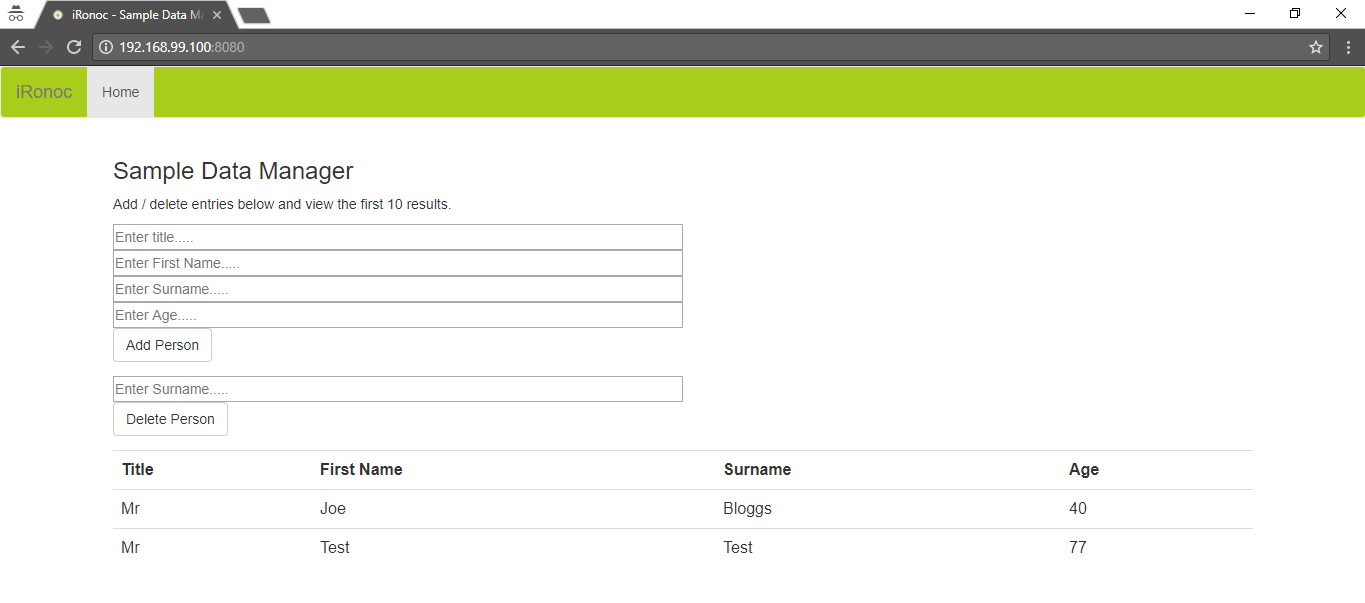 iRonoc - Sample Data Ma
192.168.99.100:8080
iRonoc Home
Sample Data Manager
Add / delete entries below and view the first 10 results.
Enter title.....
Enter First Name.....
Enter Surname.....
Enter Age.....
Add Person
Enter Surname.....
Delete Person
Title First Name Surname Age
Mr Joe Bloggs 40
Mr Test Test 77